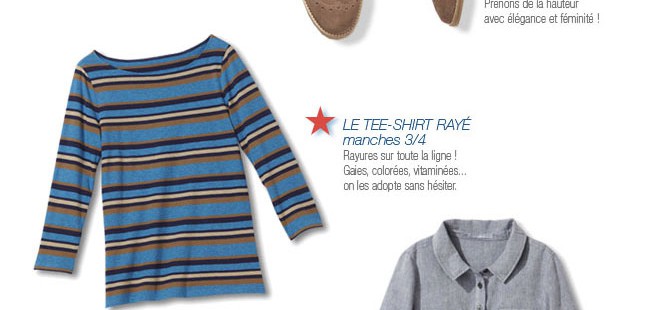 Prenons de la hauteur
avec élégance et féminité !
LE TEE-SHIRT RAYÉ
manches 3/4
Rayures sur toute la ligne !
Gaies, colorées, vitaminées...
on les adopte sans hésiter.